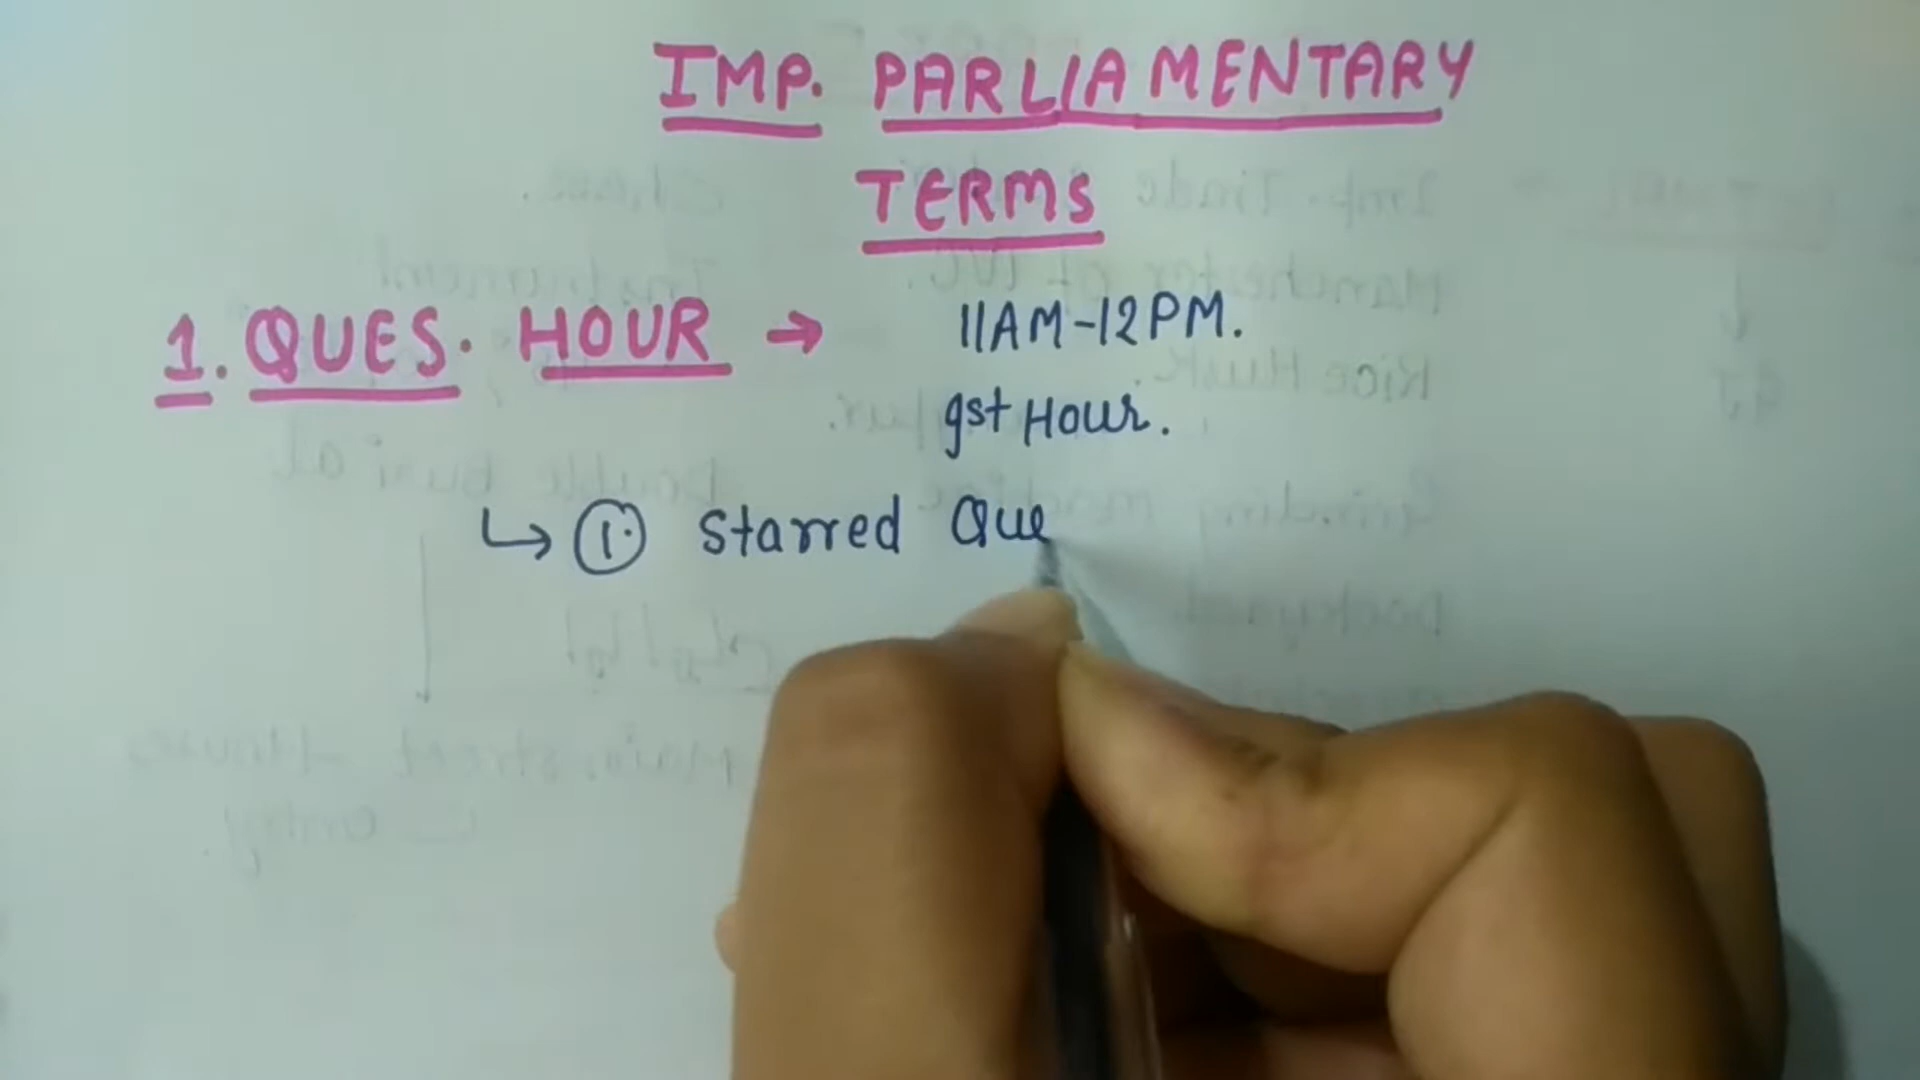 IMP. PARLIAMENTARY
TERMS
1. QUES. HOUR → 11AM-12PM.
gst Hour.
↳ ① Starred Que